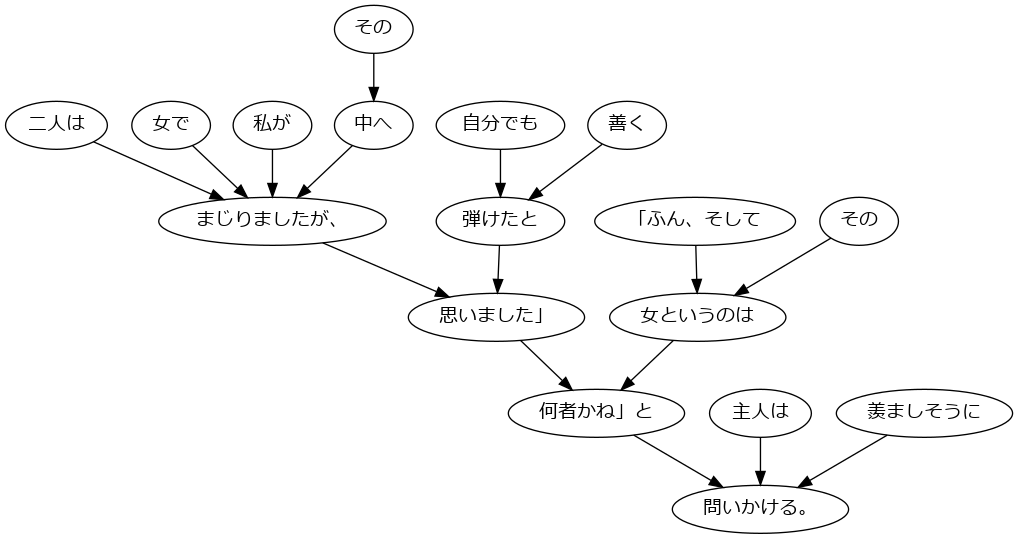 その
二人は 女で 私が 中へ 自分でも 善く
まじりましたが、 弾けたと 「ふん、そして その
思いました」 女というのは
何者かね」と 主人は 羨ましそうに
問いかける。